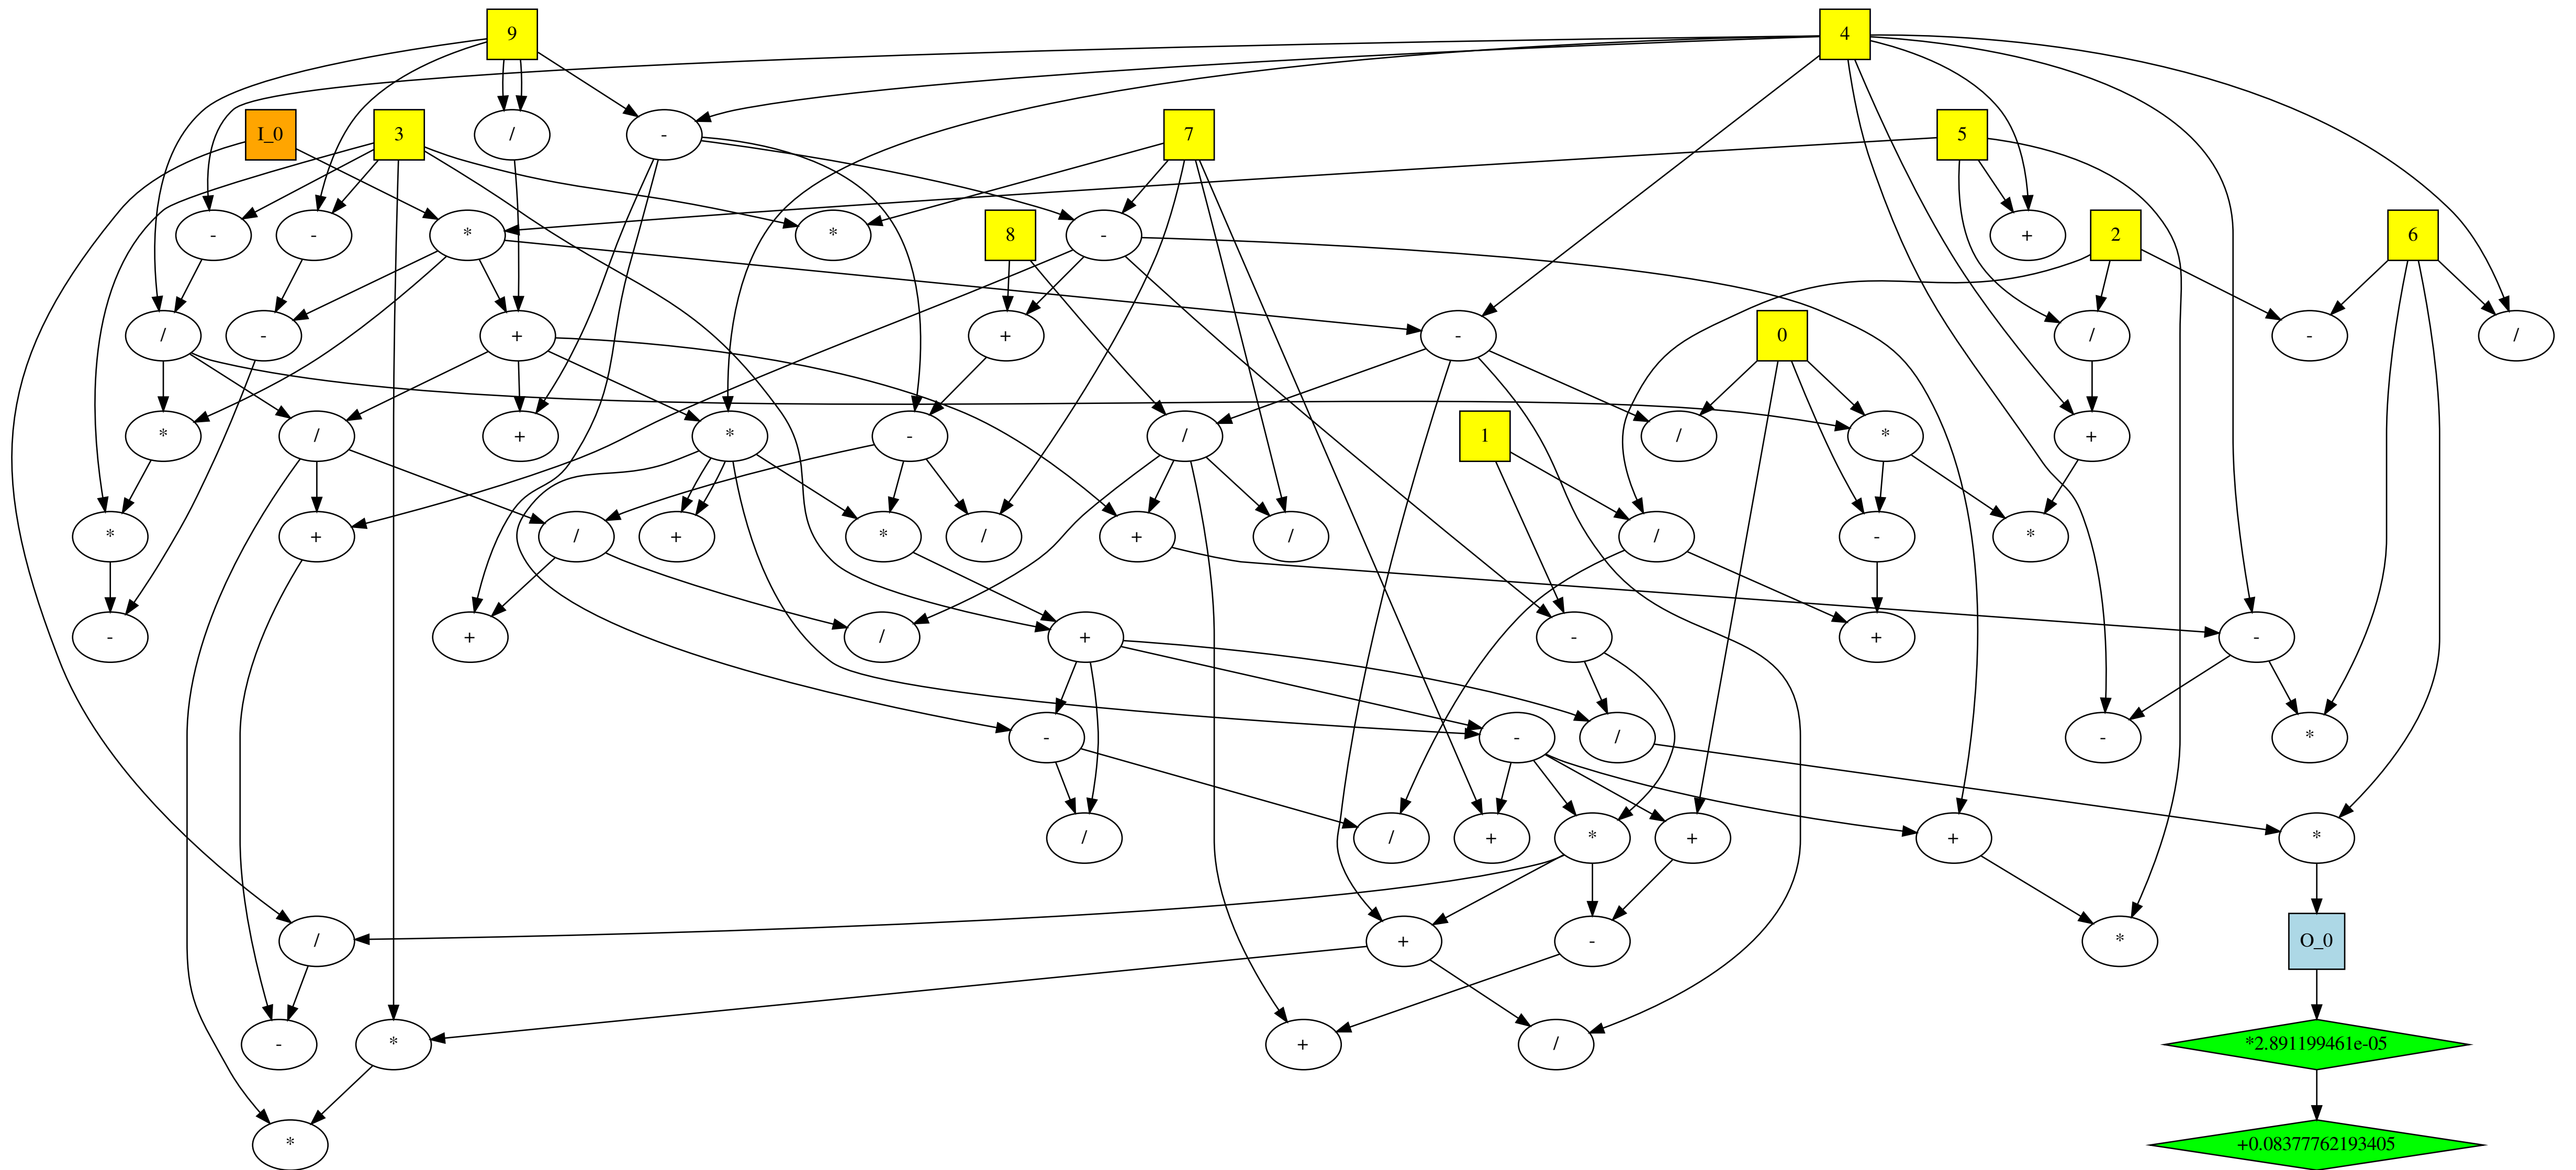 9 4
I_0 3 / - 7 5
- - * * 8 - + 2 6
/ - + + - 0 / - /
* / + * - / 1 / * +
* + / + * / + / / - *
- + / + - + -
- - / - *
/ / + * + + *
/ + - * O_0
- * + / *2.891199461e-05
* +0.08377762193405